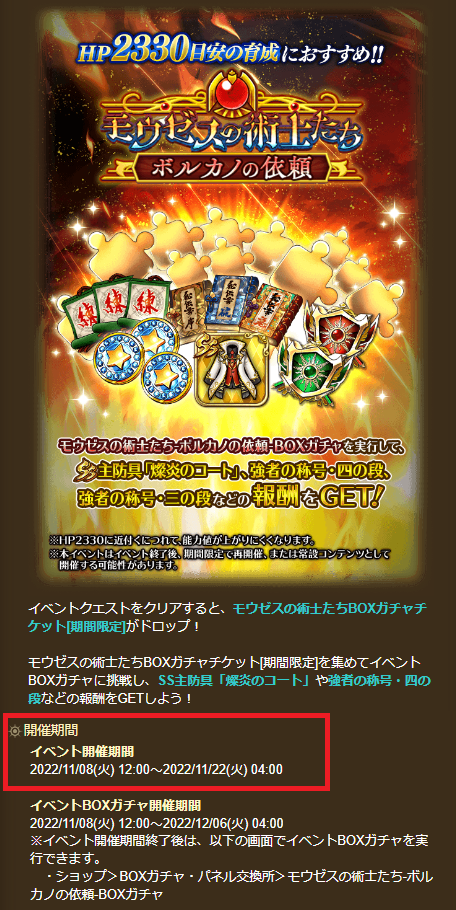 HP2330目安の育成におすすめ!!
モウゼスの術士たち
ボルカノの依頼
練 練 練
SS
モウゼスの術士たち-ボルカノの依頼-BOXガチャを実行して、
SS主防具「燦炎のコート」、強者の称号・四の段、
強者の称号・三の段などの報酬をGET!
※HP2330に近付くにつれて、能力値が上がりにくくなります。
※本イベントはイベント終了後、期間限定で再開催、または常設コンテンツとして
開催する可能性があります。
イベントクエストをクリアすると、モウゼスの術士たちBOXガチャチ
ケット[期間限定]がドロップ！
モウゼスの術士たちBOXガチャチケット[期間限定]を集めてイベント
BOXガチャに挑戦し、SS主防具「燦炎のコート」や強者の称号・四の
段などの報酬をGETしよう！
開催期間
イベント開催期間
2022/11/08(火) 12:00～2022/11/22(火) 04:00
イベントBOXガチャ開催期間
2022/11/08(火) 12:00～2022/12/06(火) 04:00
※イベント開催期間終了後は、以下の画面でイベントBOXガチャを実
行できます。
・ショップ＞BOXガチャ・パネル交換所＞モウゼスの術士たち-ボル
カノの依頼-BOXガチャ